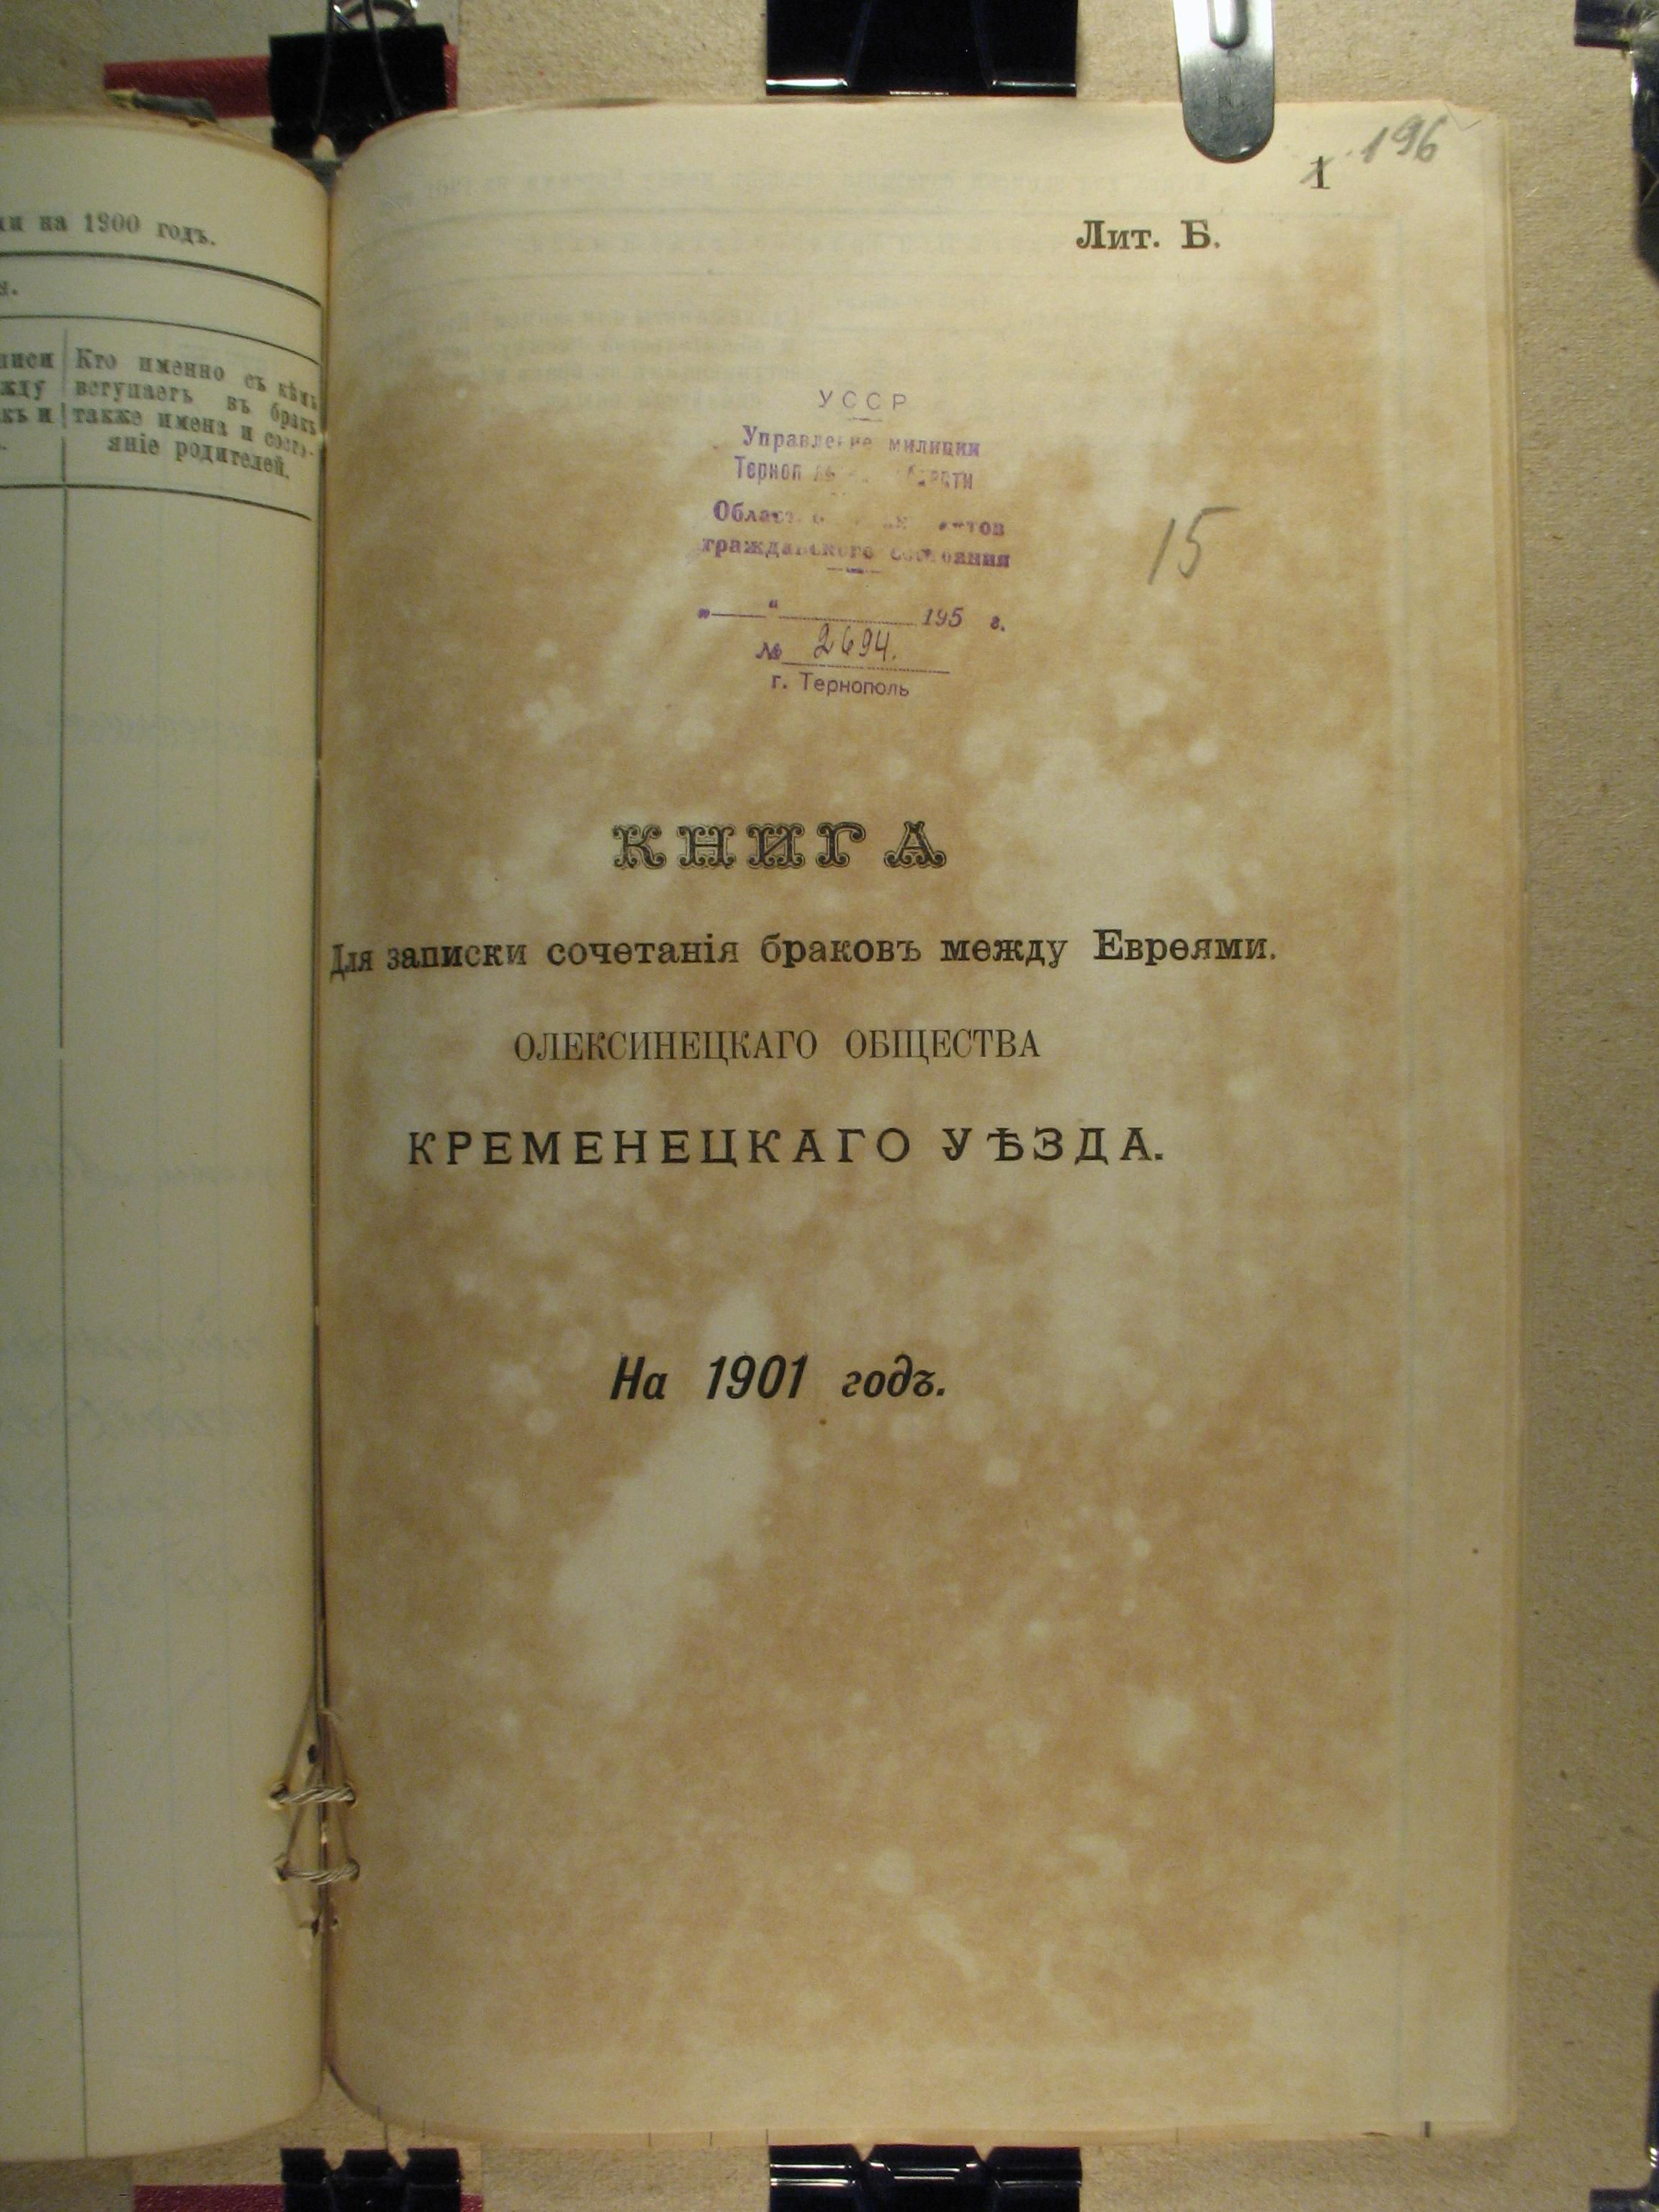 на 1900 годъ.
Кто именно съ кѣмъ
вступаетъ въ бракъ
также имена и состо-
яніе родителей.
196
1
Лит. Б.
УССР
Управление милиции
Област
гражданского состояния
15
„ “ 195 г.
№ 2694.
г. Тернополь
КНИГА
Для записки сочетанія браковъ между Евреями.
ОЛЕКСИНЕЦКАГО ОБЩЕСТВА
КРЕМЕНЕЦКАГО УѢЗДА.
На 1901 годъ.